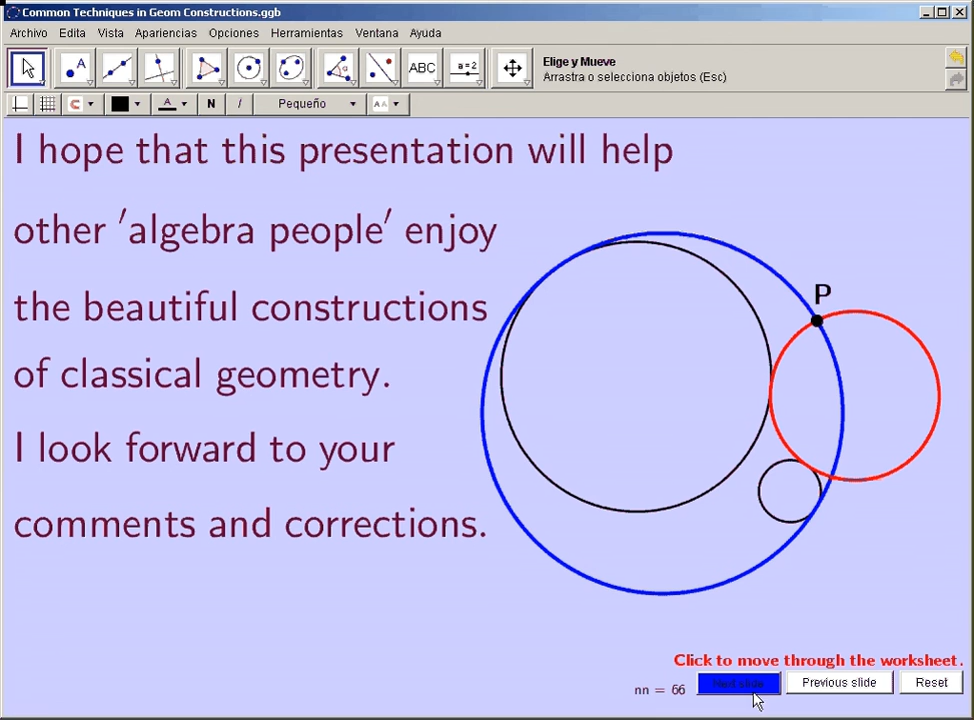 Common Techniques in Geom Constructions.ggb
Archivo Edita Vista Apariencias Opciones Herramientas Ventana Ayuda
A
ABC
a=2
Elige y Mueve
Arrastra o selecciona objetos (Esc)
A N I Pequeño AA
I hope that this presentation will help
other 'algebra people' enjoy
the beautiful constructions
of classical geometry.
I look forward to your
comments and corrections.
P
Click to move through the worksheet.
nn = 66 Next slide Previous slide Reset